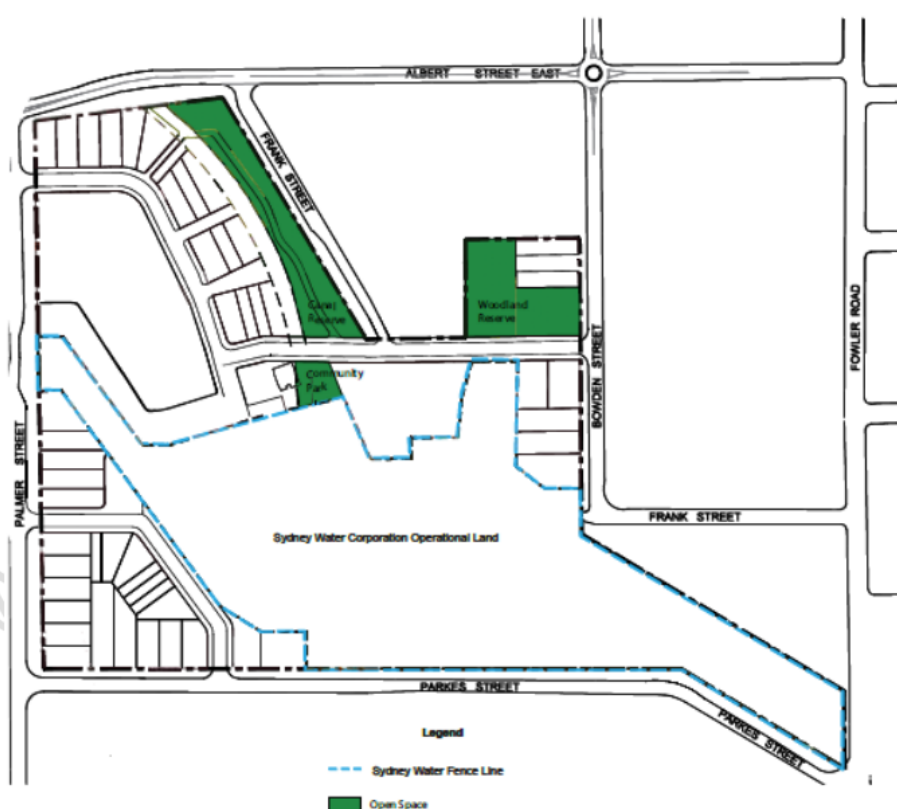 ALBERT STREET EAST
FRANK STREET
Reserve
Woodland
Reserve
Community
Park
PALMER STREET
BOWDEN STREET
FOWLER ROAD
FRANK STREET
Sydney Water Corporation Operational Land
PARKES STREET
PARKES STREET
Legend
Sydney Water Fence Line
Open Space